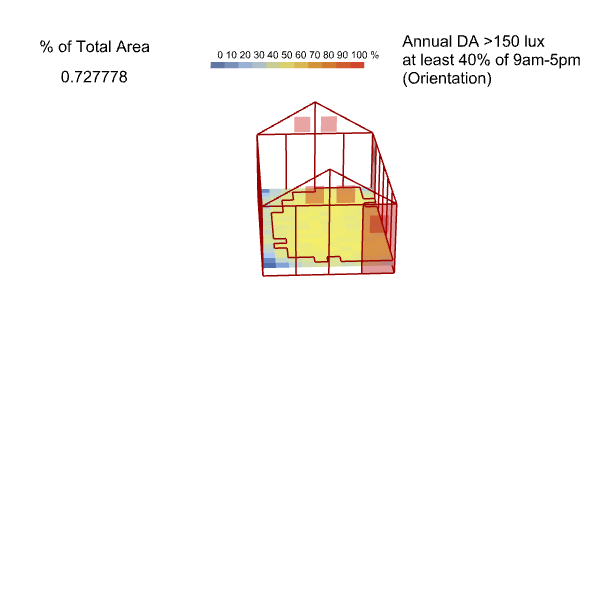 % of Total Area
0.727778
0 10 20 30 40 50 60 70 80 90 100 %
Annual DA >150 lux
at least 40% of 9am-5pm
(Orientation)